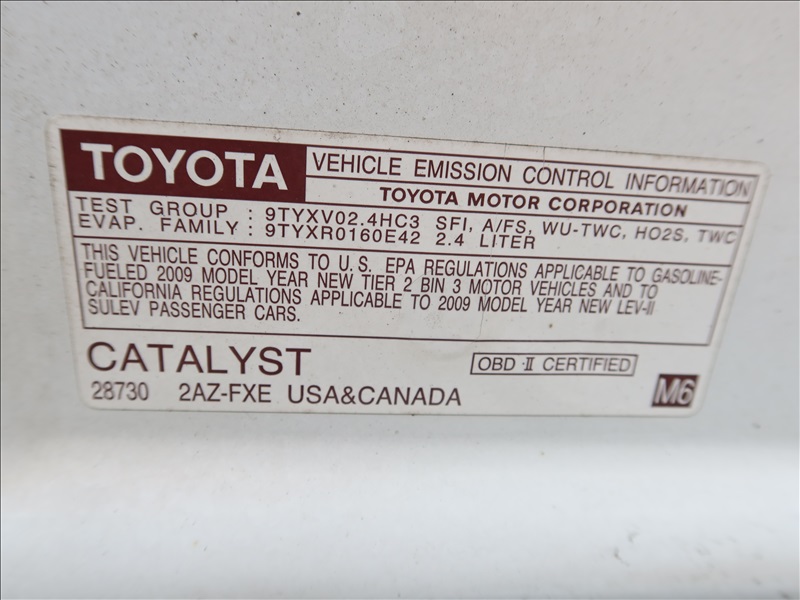 TOYOTA VEHICLE EMISSION CONTROL INFORMATION
TOYOTA MOTOR CORPORATION
TEST GROUP : 9TYXV02.4HC3 SFI, A/FS, WU-TWC, HO2S, TWC
EVAP. FAMILY : 9TYXR0160E42 2.4 LITER
THIS VEHICLE CONFORMS TO U.S. EPA REGULATIONS APPLICABLE TO GASOLINE-
FUELED 2009 MODEL YEAR NEW TIER 2 BIN 3 MOTOR VEHICLES AND TO
CALIFORNIA REGULATIONS APPLICABLE TO 2009 MODEL YEAR NEW LEV-II
SULEV PASSENGER CARS.
CATALYST OBD-II CERTIFIED
28730 2AZ-FXE USA&CANADA M6